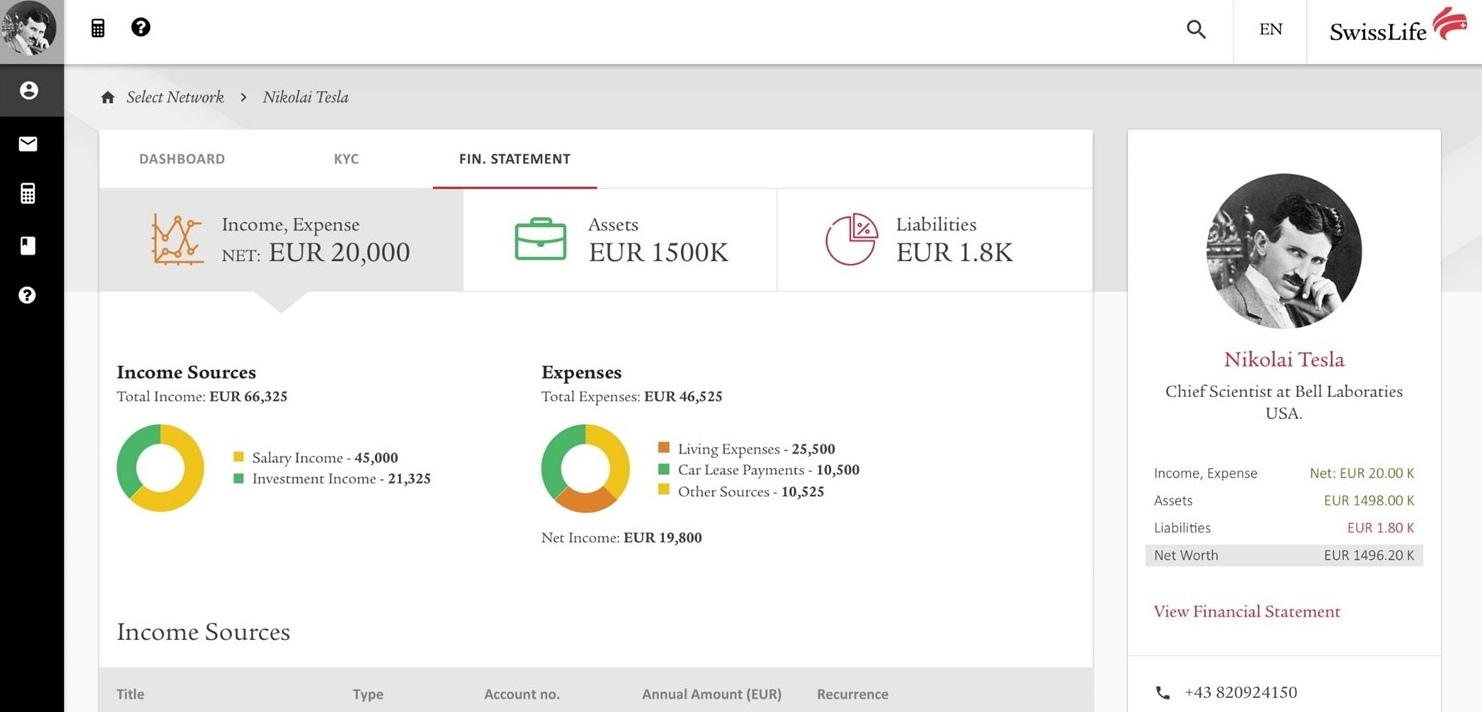 EN
SwissLife
Select Network > Nikolai Tesla
DASHBOARD KYC FIN. STATEMENT
Income, Expense
NET: EUR 20,000
Assets
EUR 1500K
Liabilities
EUR 1.8K
Income Sources
Total Income: EUR 66,325
Salary Income - 45,000
Investment Income - 21,325
Expenses
Total Expenses: EUR 46,525
Living Expenses - 25,500
Car Lease Payments - 10,500
Other Sources - 10,525
Net Income: EUR 19,800
Income Sources
Title Type Account no. Annual Amount (EUR) Recurrence
Nikolai Tesla
Chief Scientist at Bell Laboraties
USA.
Income, Expense Net: EUR 20.00 K
Assets EUR 1498.00 K
Liabilities EUR 1.80 K
Net Worth EUR 1496.20 K
View Financial Statement
+43 820924150